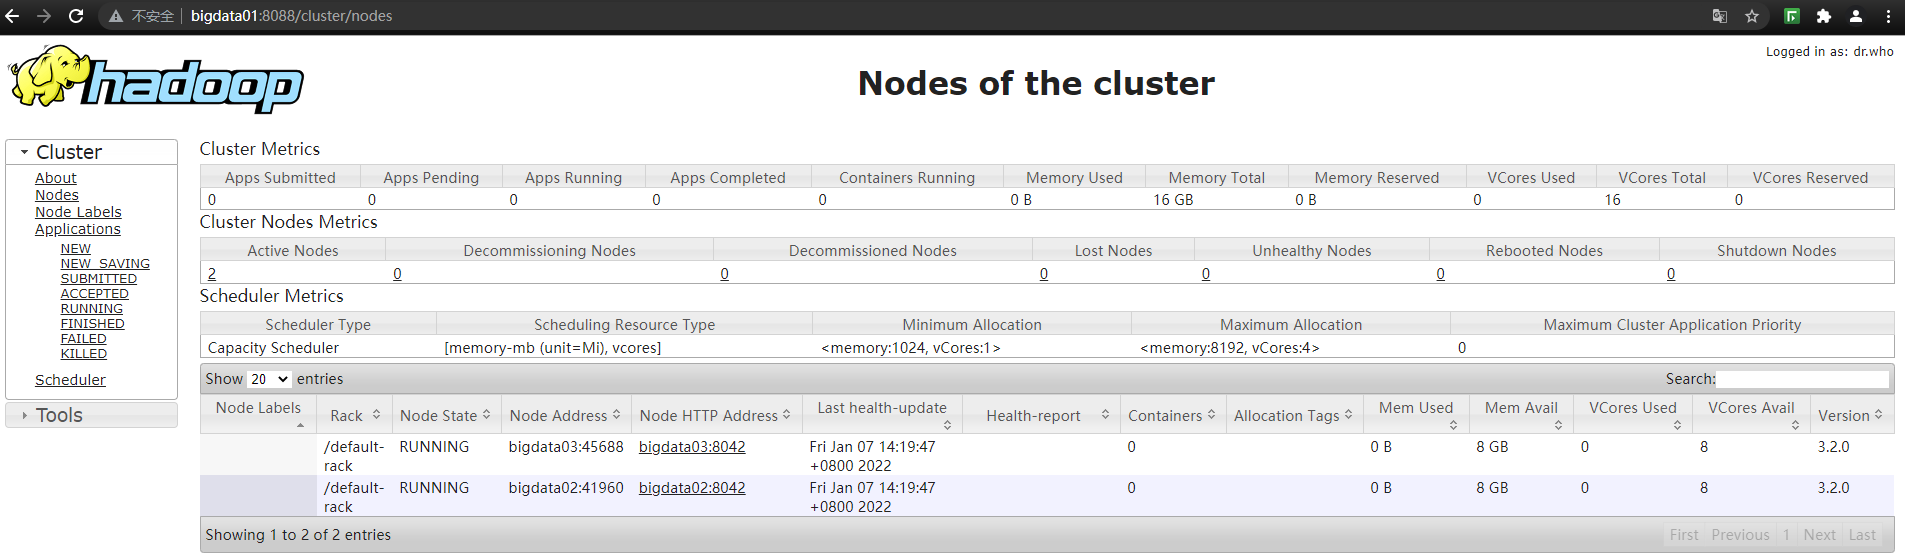 不安全 | bigdata01:8088/cluster/nodes
Logged in as: dr.who
hadoop
Nodes of the cluster
Cluster
About
Nodes
Node Labels
Applications
NEW
NEW_SAVING
SUBMITTED
ACCEPTED
RUNNING
FINISHED
FAILED
KILLED
Scheduler
Tools
Cluster Metrics
Apps Submitted Apps Pending Apps Running Apps Completed Containers Running Memory Used Memory Total Memory Reserved VCores Used VCores Total VCores Reserved
0 0 0 0 0 0 B 16 GB 0 B 0 16 0
Cluster Nodes Metrics
Active Nodes Decommissioning Nodes Decommissioned Nodes Lost Nodes Unhealthy Nodes Rebooted Nodes Shutdown Nodes
2 0 0 0 0 0 0
Scheduler Metrics
Scheduler Type Scheduling Resource Type Minimum Allocation Maximum Allocation Maximum Cluster Application Priority
Capacity Scheduler [memory-mb (unit=Mi), vcores] <memory:1024, vCores:1> <memory:8192, vCores:4> 0
Show 20 entries Search:
Node Labels Rack Node State Node Address Node HTTP Address Last health-update Health-report Containers Allocation Tags Mem Used Mem Avail VCores Used VCores Avail Version
/default- RUNNING bigdata03:45688 bigdata03:8042 Fri Jan 07 14:19:47 0 0 B 8 GB 0 8 3.2.0
rack +0800 2022
/default- RUNNING bigdata02:41960 bigdata02:8042 Fri Jan 07 14:19:47 0 0 B 8 GB 0 8 3.2.0
rack +0800 2022
Showing 1 to 2 of 2 entries First Previous 1 Next Last